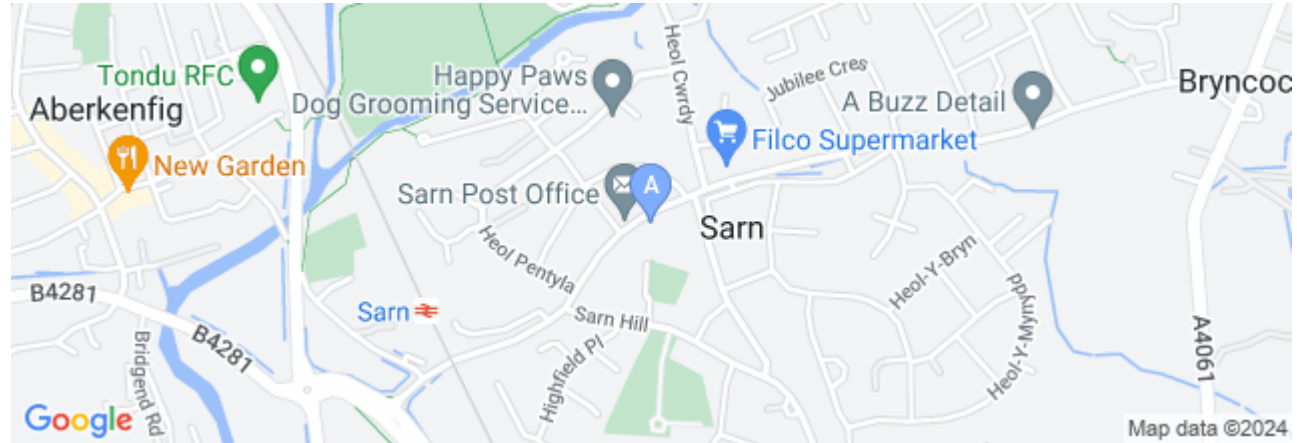 Tondu RFC
Aberkenfig
New Garden
Happy Paws
Dog Grooming Service...
Heol Cwrdy
Jubilee Cres
A Buzz Detail
Bryncoc
Filco Supermarket
Sarn Post Office
A
Sarn
Heol Pentyla
Heol-Y-Bryn
Heol-Y-Mynydd
B4281
Sarn
Sarn Hill
B4281
Bridgend Rd
Highfield Pl
A4061
Google
Map data ©2024